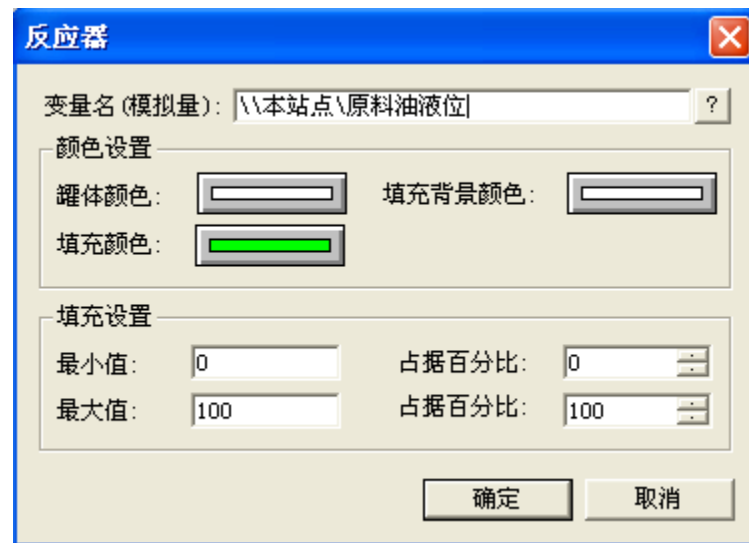 反应器
变量名(模拟量): \\本站点\原料油液位 ?
颜色设置
罐体颜色: 填充背景颜色:
填充颜色:
填充设置
最小值: 0 占据百分比: 0
最大值: 100 占据百分比: 100
确定 取消